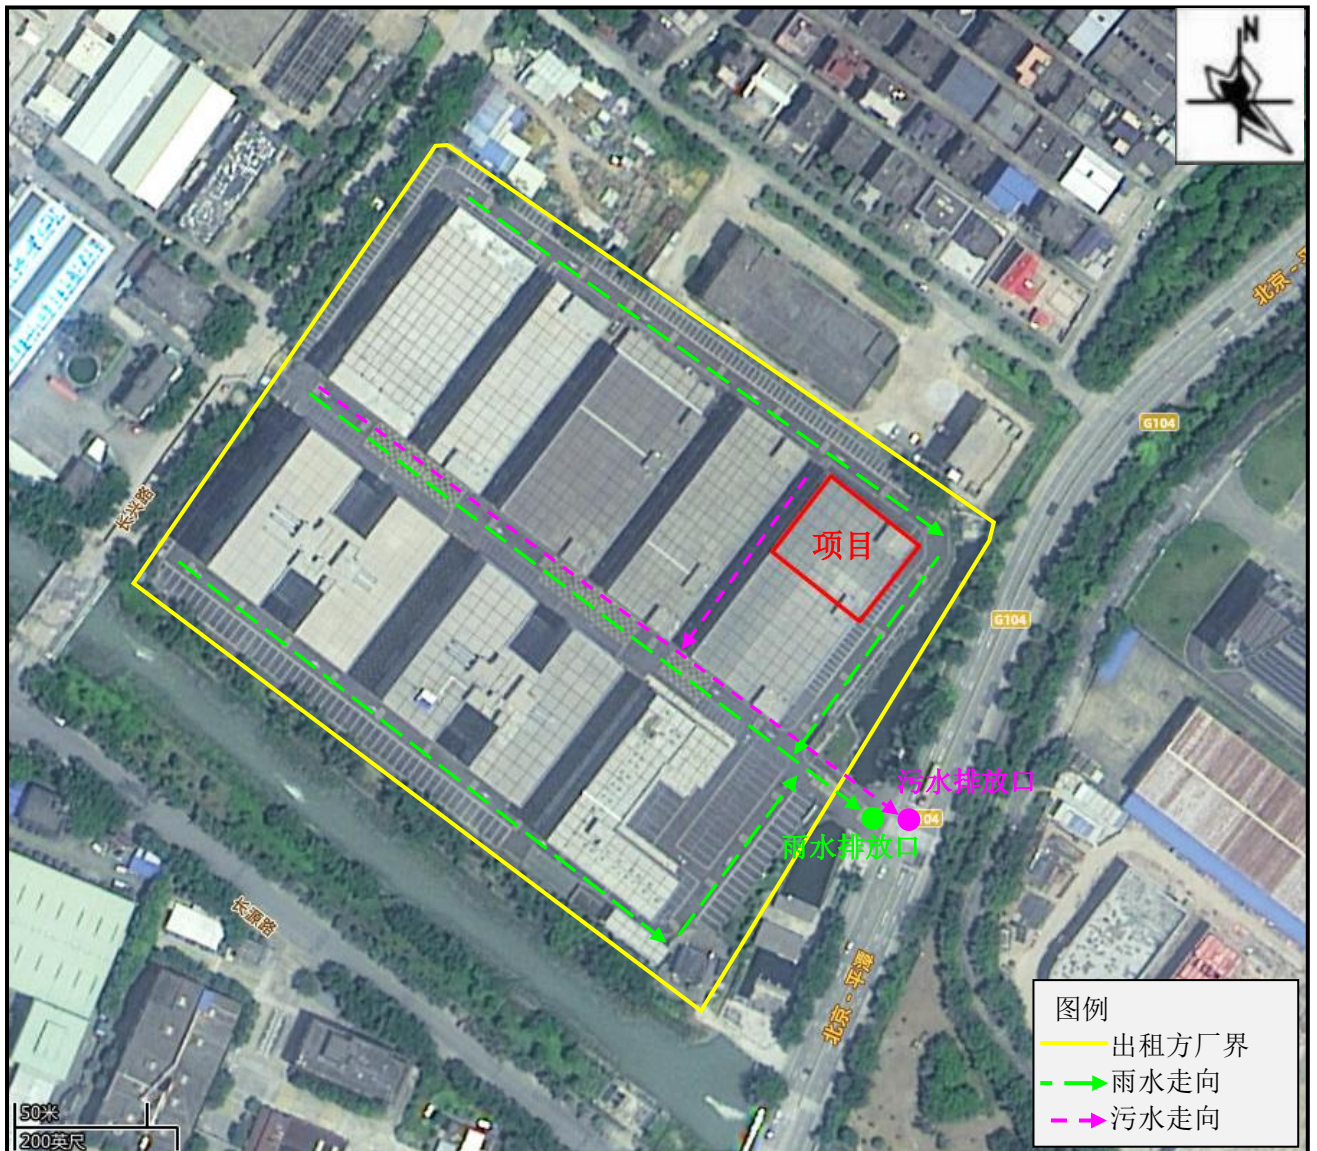 N
北京-平
G104
长兴路
项目
G104
污水排放口
04
雨水排放口
长源路
北京-平潭
图例
出租方厂界
雨水走向
污水走向
50米
200英尺